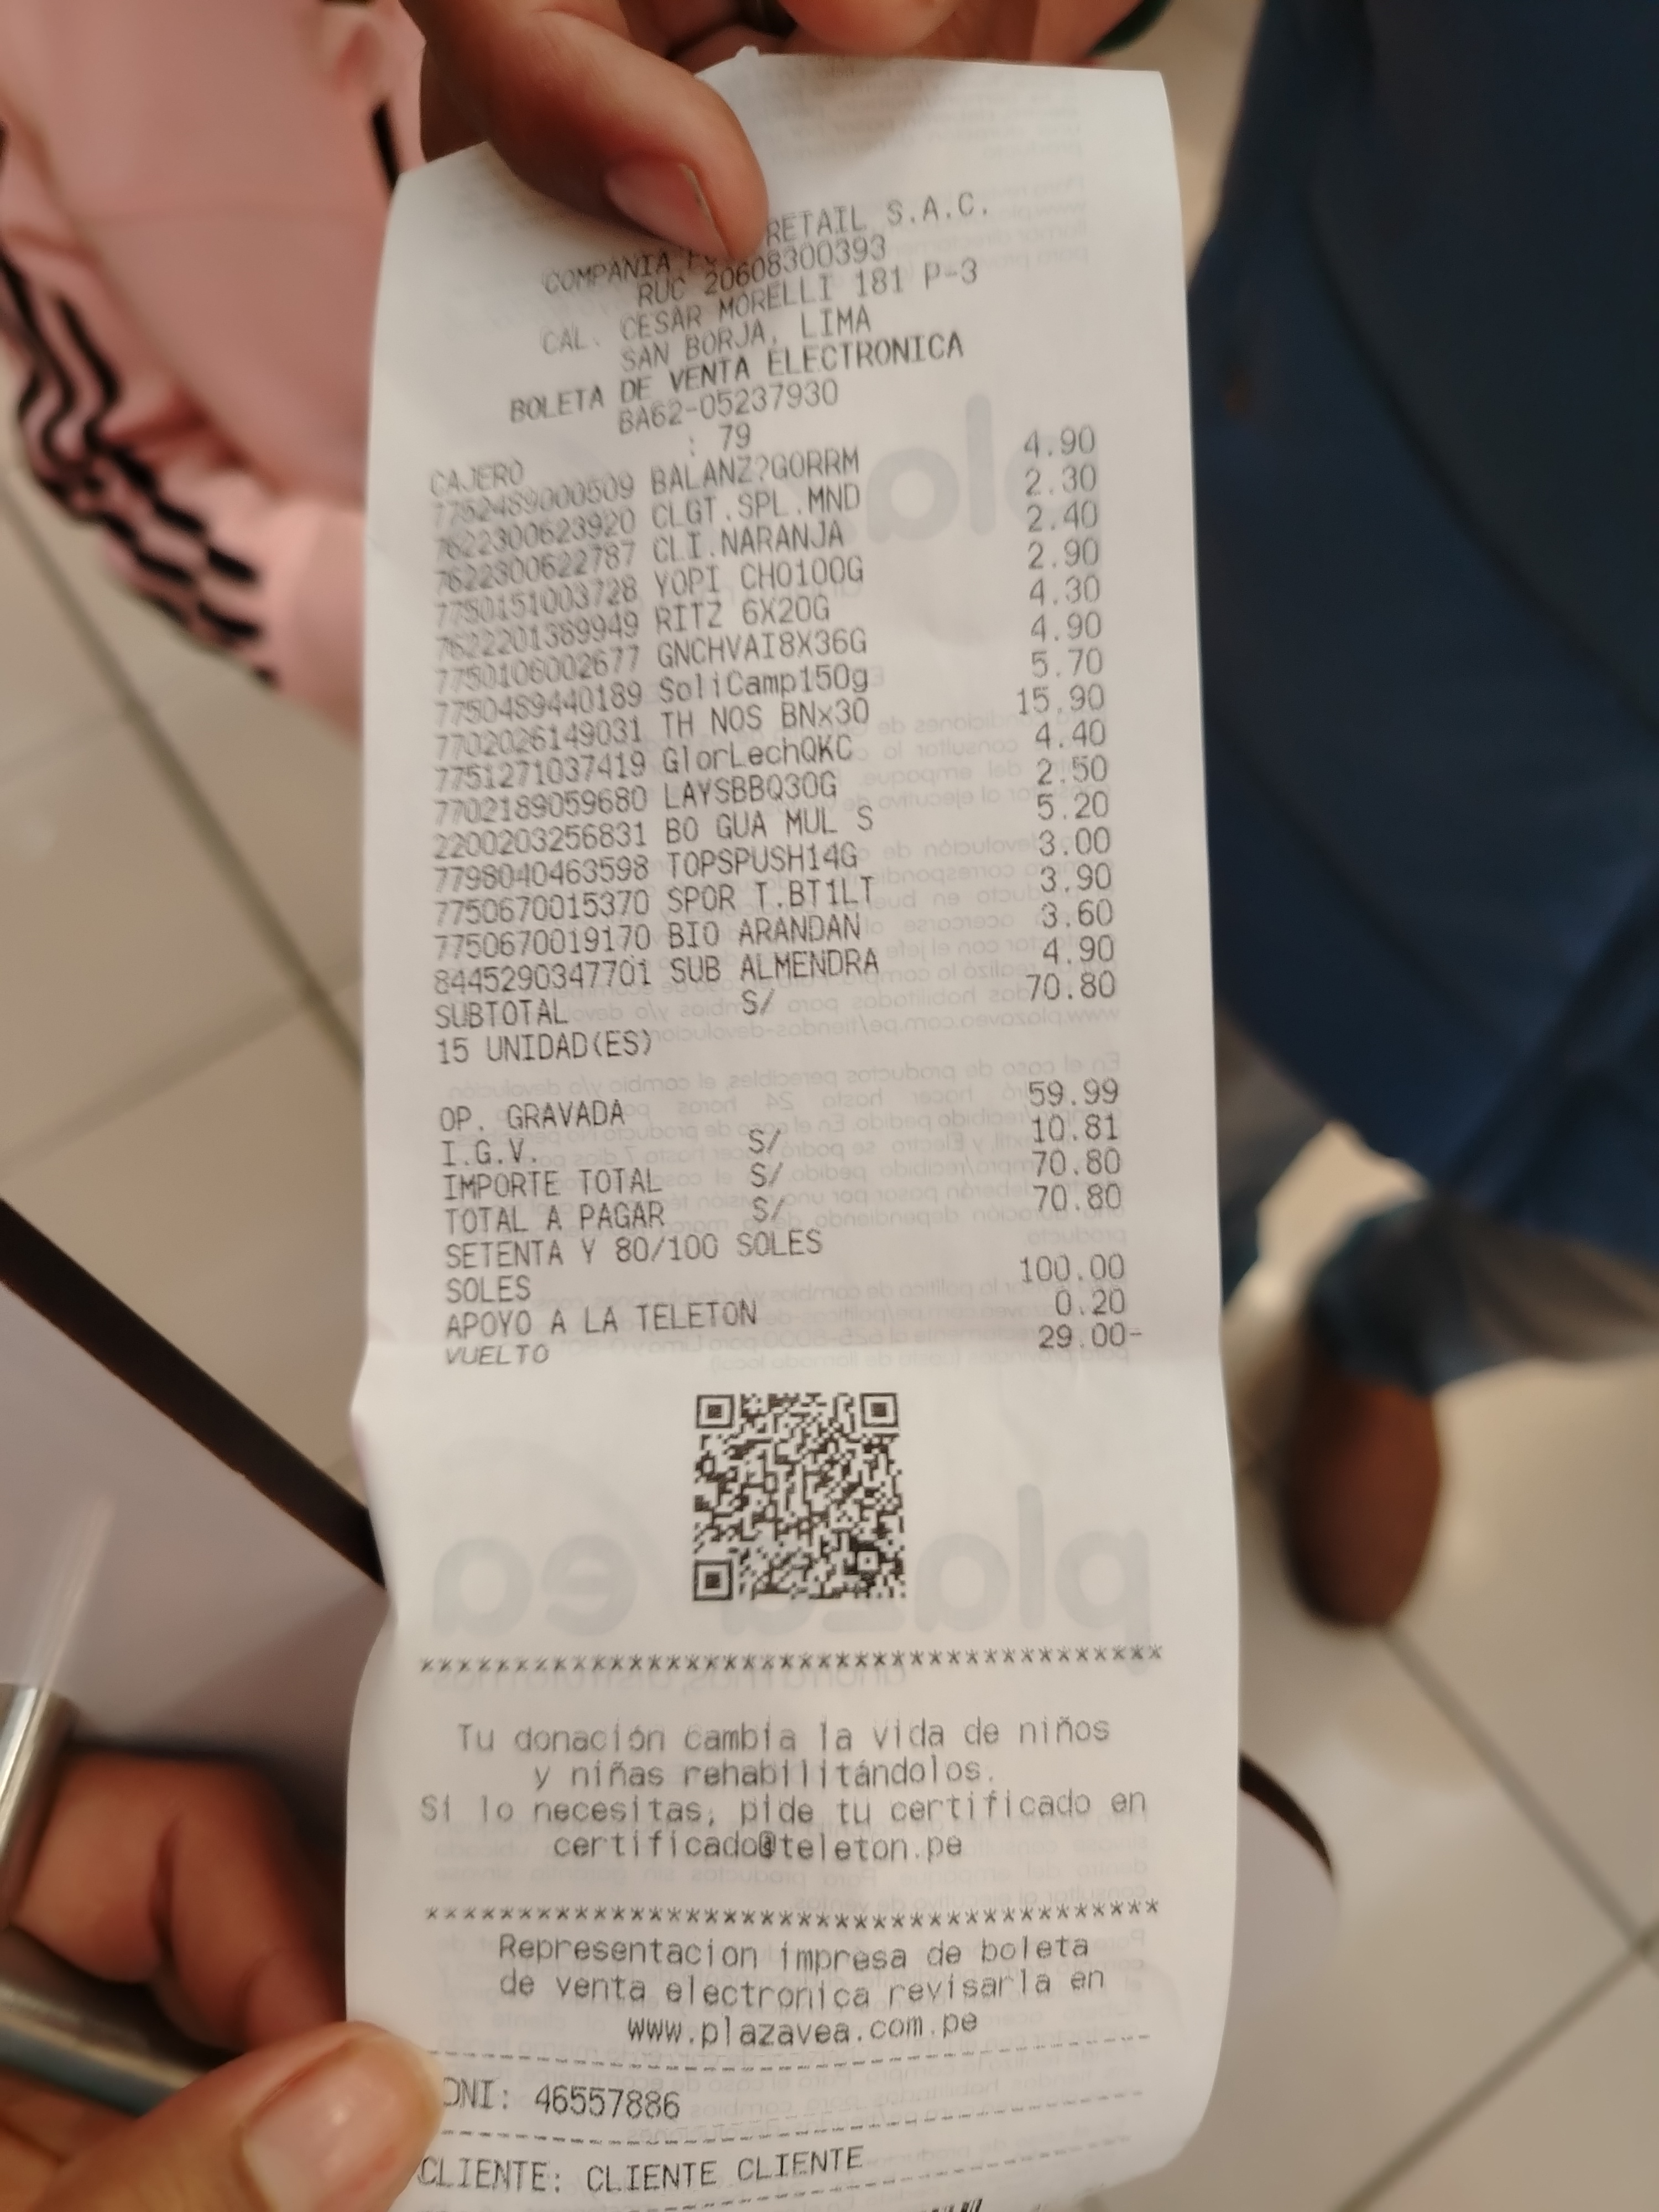 COMPANIA RETAIL S.A.C.
RUC 20608300393
CAL. CESAR MORELLI 181 P-3
SAN BORJA, LIMA
BOLETA DE VENTA ELECTRONICA
BA62-05237930
CAJERO : 79
7752489000509 BALANZ?GORRM 4.90
7622300623920 CLGT.SPL.MND 2.30
7622300622787 CLI.NARANJA 2.40
7750151003728 YOPI CHO100G 2.90
7622201389949 RITZ 6X20G 4.30
7750106002677 GNCHVAI8X36G 4.90
7750489440189 SoliCamp150g 5.70
7702026149031 TH NOS BNx30 15.90
7751271037419 GlorLechQKC 4.40
7702189059680 LAYSBBQ30G 2.50
2200203256831 BO GUA MUL S 5.20
7798040463598 TOPSPUSH14G 3.00
7750670015370 SPOR T.BT1LT 3.90
7750670019170 BIO ARANDAN 3.60
8445290347701 SUB ALMENDRA 4.90
SUBTOTAL S/ 70.80
15 UNIDAD(ES)
OP. GRAVADA 59.99
I.G.V. S/ 10.81
IMPORTE TOTAL S/ 70.80
TOTAL A PAGAR S/ 70.80
SETENTA Y 80/100 SOLES
SOLES 100.00
APOYO A LA TELETON 0.20
VUELTO 29.00-
****************************************
Tu donación cambia la vida de niños
y niñas rehabilitándolos.
Si lo necesitas, pide tu certificado en
certificado@teleton.pe
****************************************
Representacion impresa de boleta
de venta electronica revisarla en
www.plazavea.com.pe
DNI: 46557886
CLIENTE: CLIENTE CLIENTE